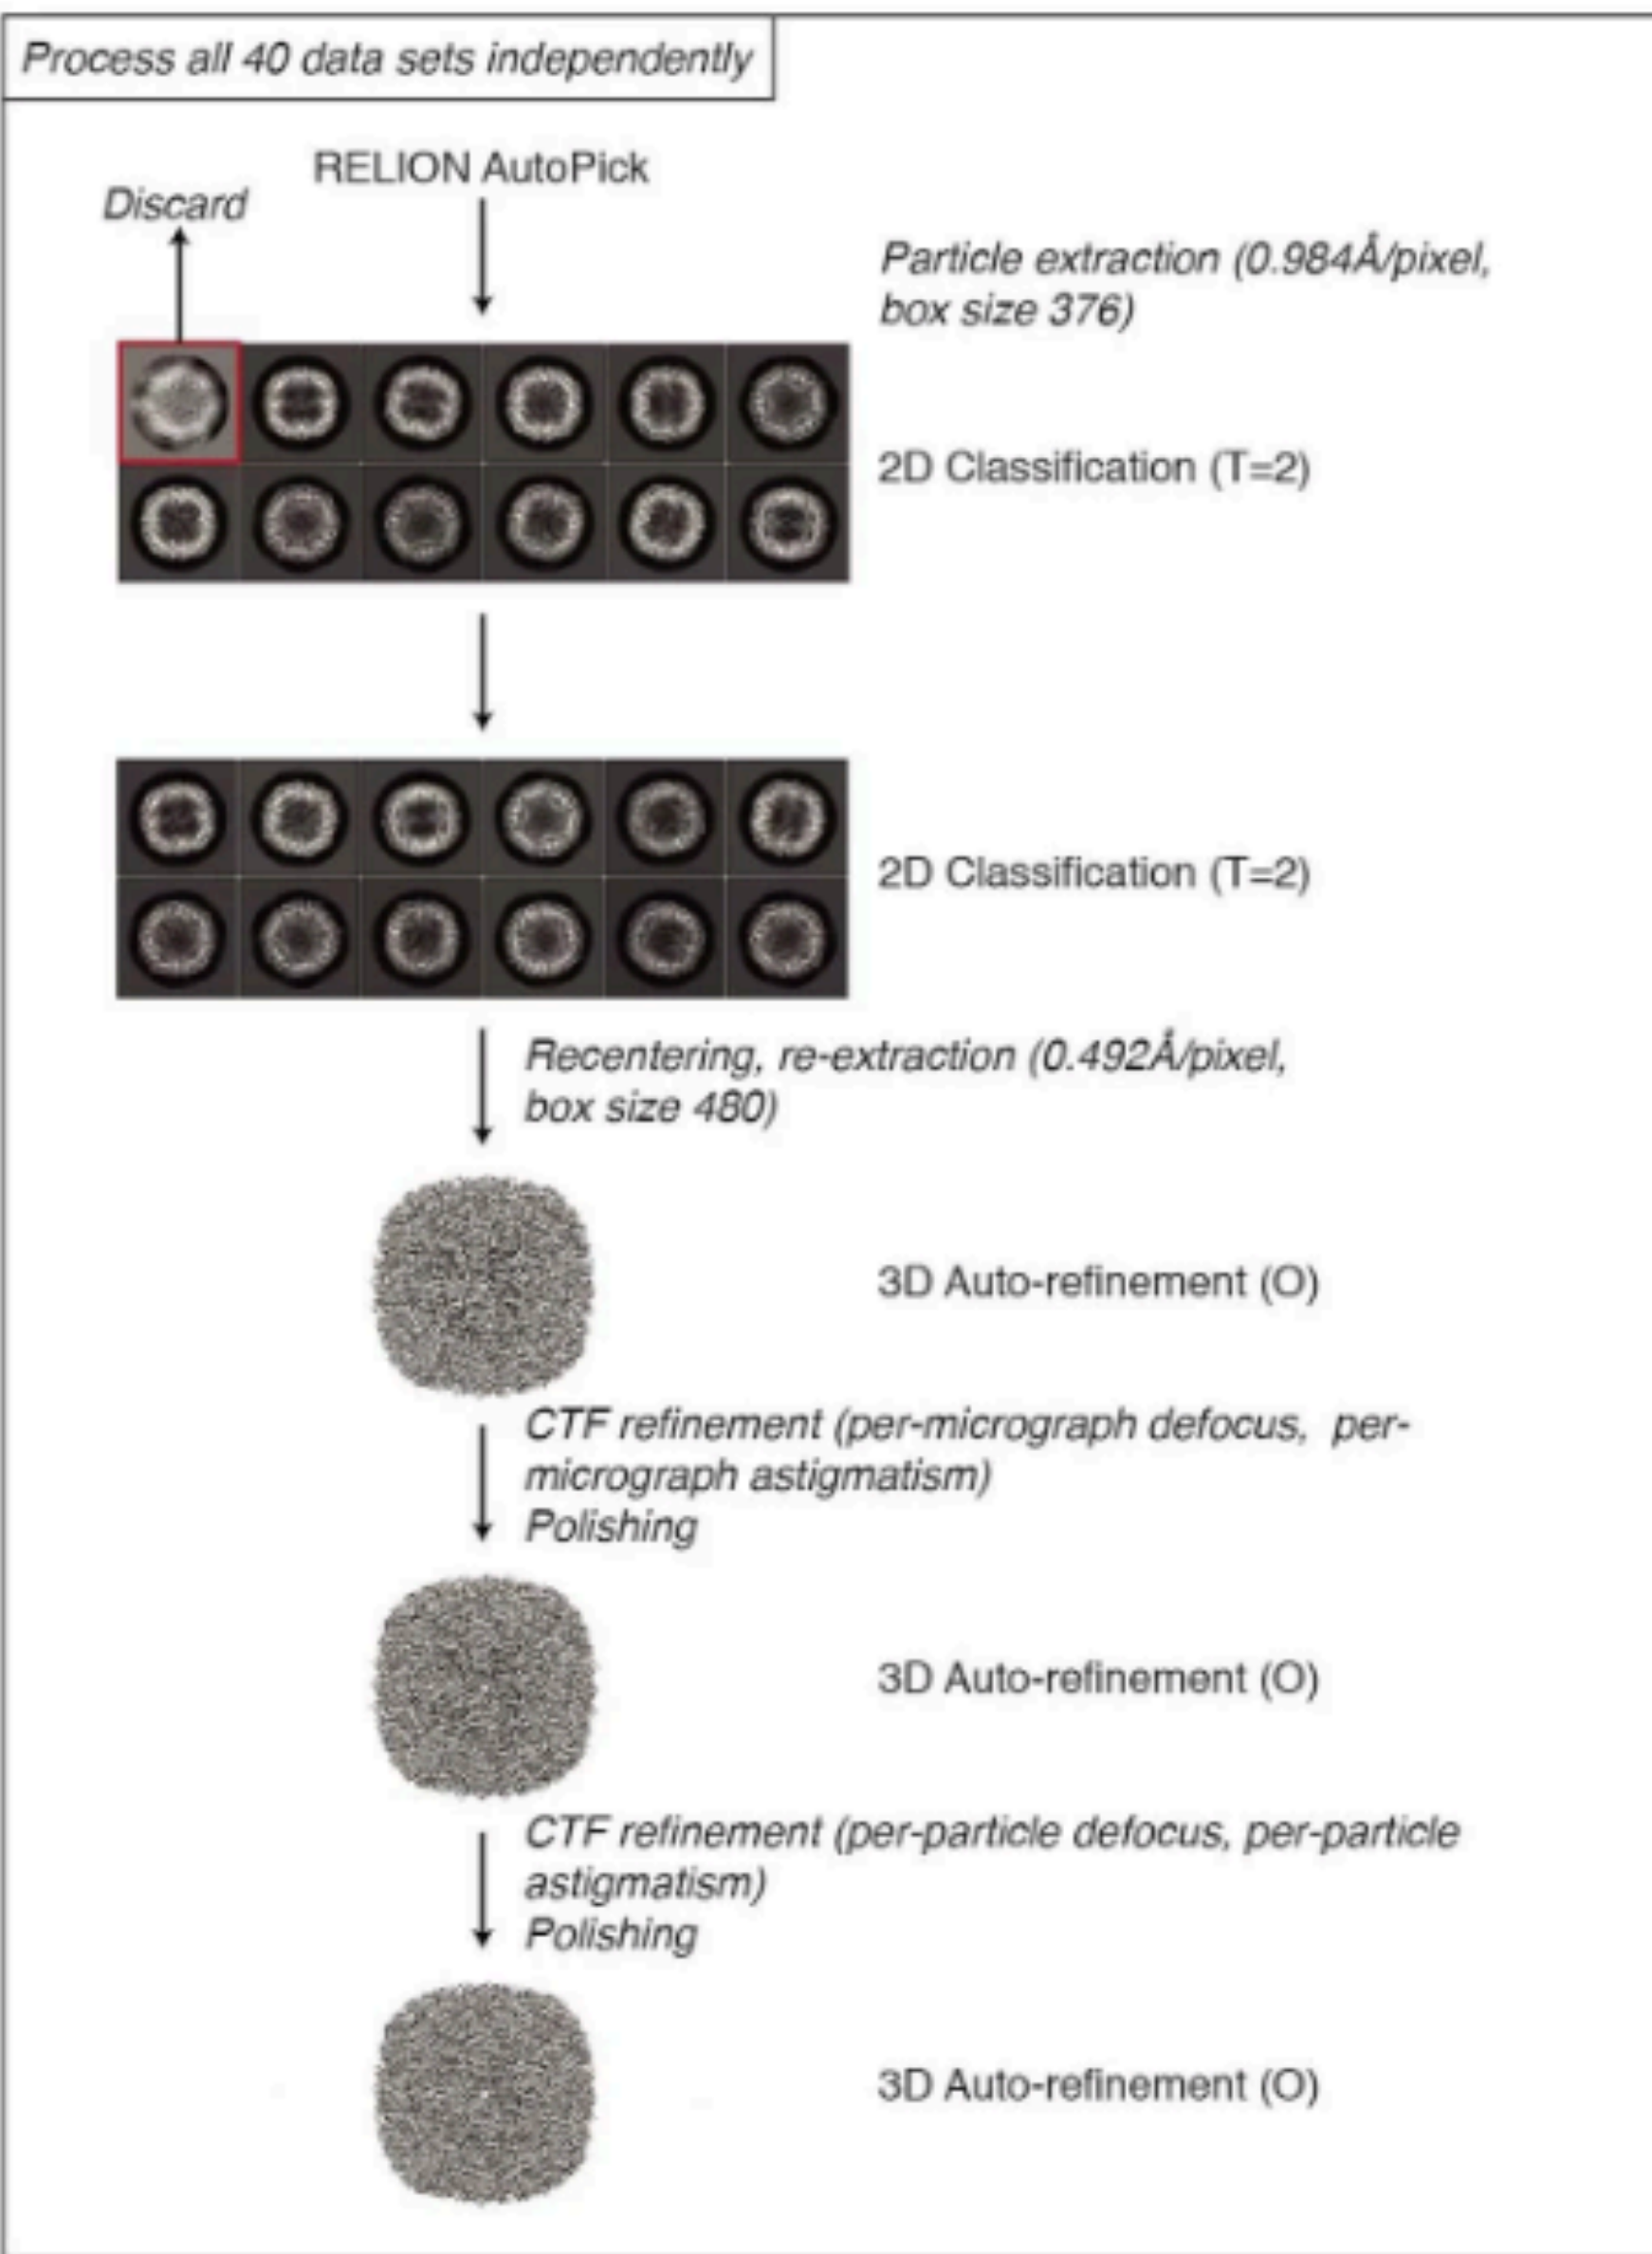 Process all 40 data sets independently
RELION AutoPick
Discard
Particle extraction (0.984Å/pixel,
box size 376)
2D Classification (T=2)
2D Classification (T=2)
Recentering, re-extraction (0.492Å/pixel,
box size 480)
3D Auto-refinement (O)
CTF refinement (per-micrograph defocus, per-
micrograph astigmatism)
Polishing
3D Auto-refinement (O)
CTF refinement (per-particle defocus, per-particle
astigmatism)
Polishing
3D Auto-refinement (O)